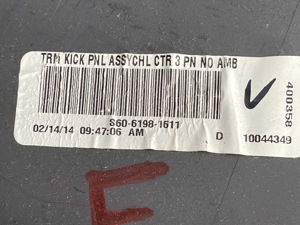 TRM KICK PNL ASSYCHL CTR 3 PN NO AMB
S60-6198-1611
02/14/14 09:47:06 AM
D 10044349
400358
E